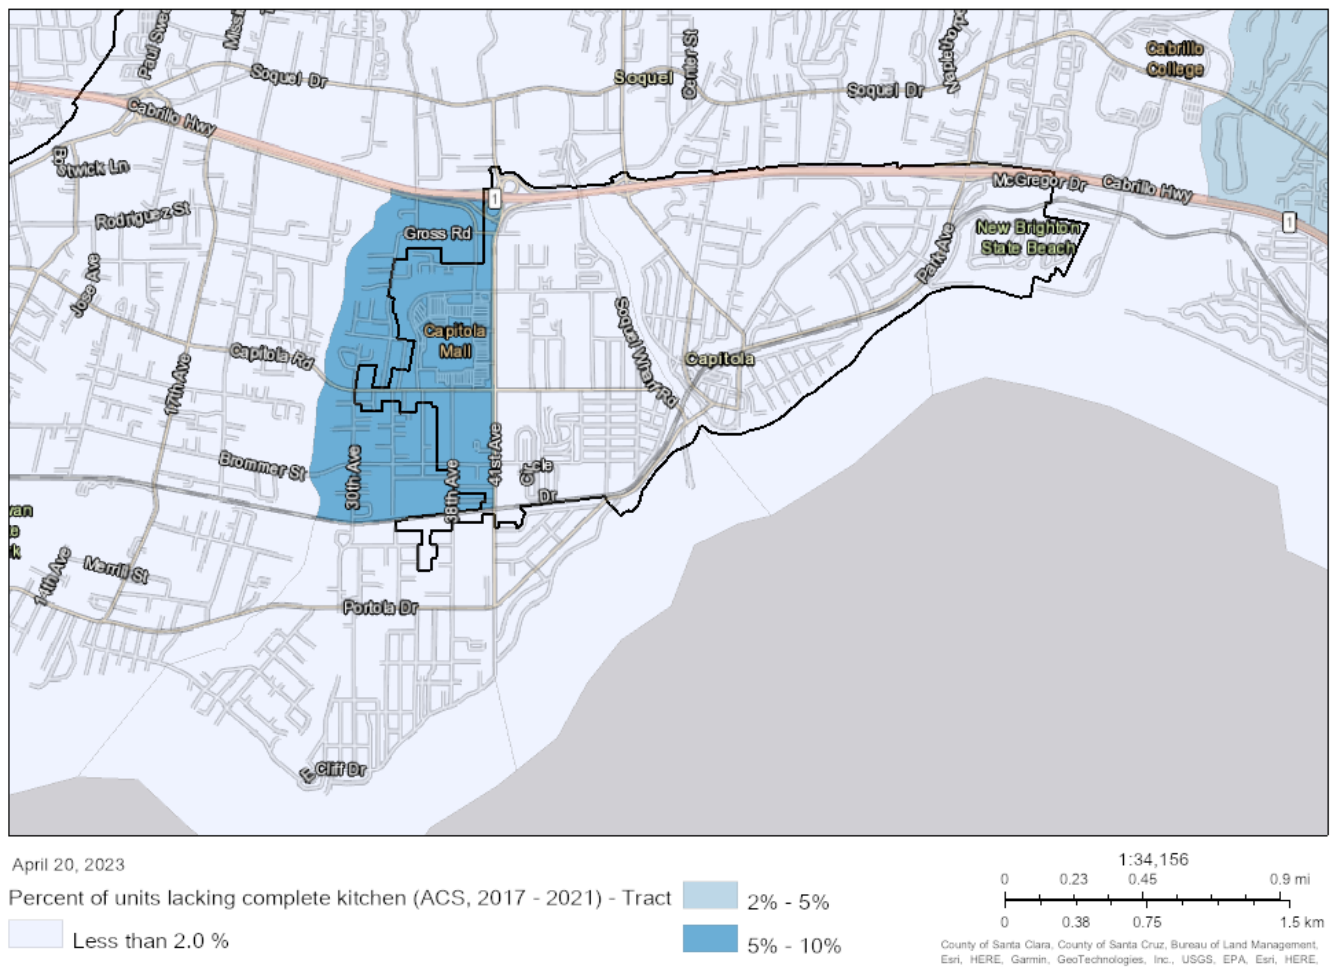 Paul Swe
Missi
Soquel Dr
Soquel
Center St
Soquel Dr
Cabrillo
College
Cabrillo Hwy
twick Ln
Rodriguez St
1
Gross Rd
McGregor Dr
Cabrillo Hwy
1
New Brighton
State Beach
Park Ave
Jose Ave
Capitola Rd
Capitola
Mall
Soquel Wharf Rd
Capitola
17th Ave
Brommer St
30th Ave
38th Ave
41st Ave
Circle
Dr
van
e
k
14th Ave
Merrill St
Portola Dr
E Cliff Dr
April 20, 2023
Percent of units lacking complete kitchen (ACS, 2017 - 2021) - Tract
Less than 2.0 %
2% - 5%
5% - 10%
1:34,156
0 0.23 0.45 0.9 mi
0 0.38 0.75 1.5 km
County of Santa Clara, County of Santa Cruz, Bureau of Land Management,
Esri, HERE, Garmin, GeoTechnologies, Inc., USGS, EPA, Esri, HERE,